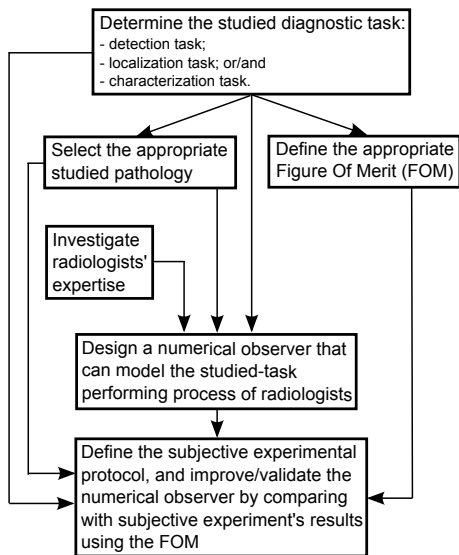 Determine the studied diagnostic task:
- detection task;
- localization task; or/and
- characterization task.
Select the appropriate
studied pathology
Define the appropriate
Figure Of Merit (FOM)
Investigate
radiologists'
expertise
Design a numerical observer that
can model the studied-task
performing process of radiologists
Define the subjective experimental
protocol, and improve/validate the
numerical observer by comparing
with subjective experiment's results
using the FOM